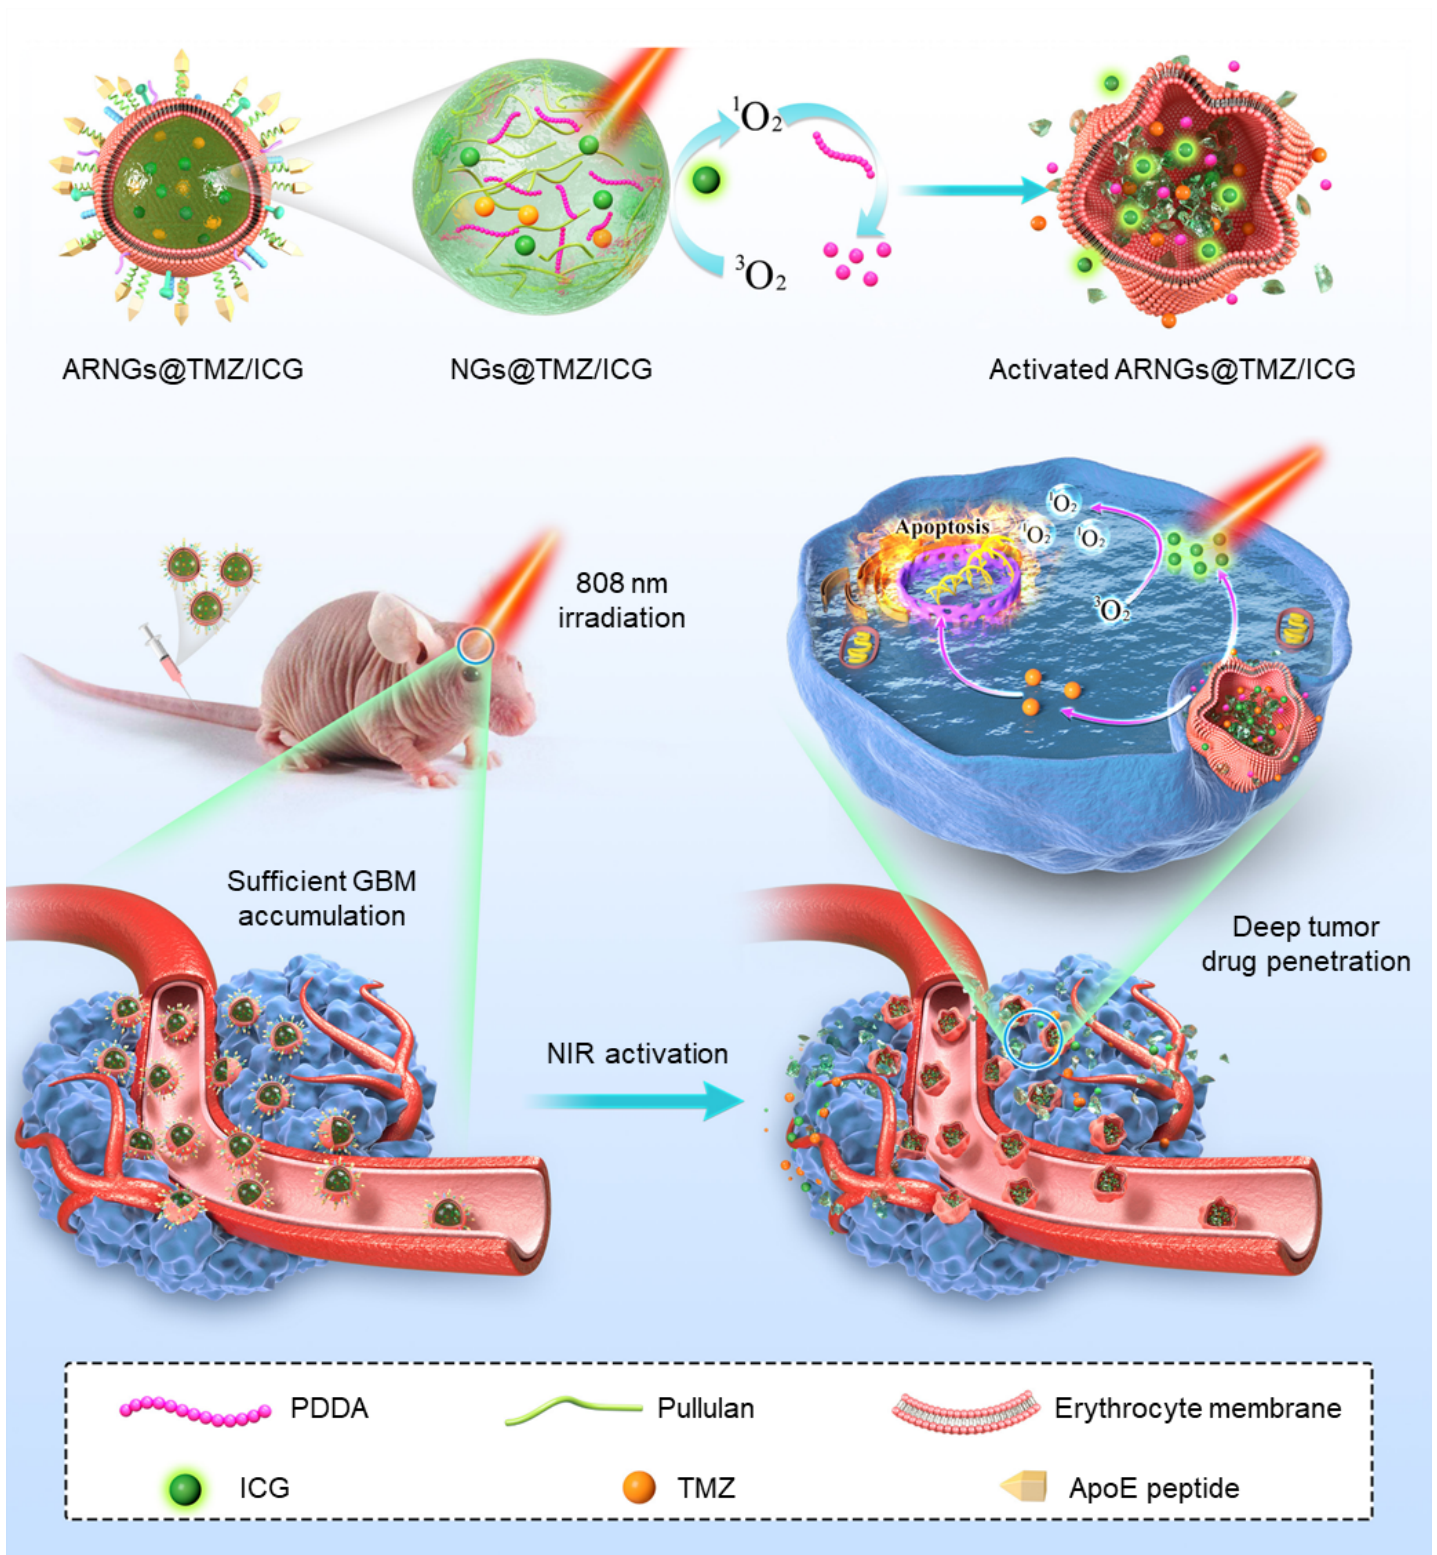 ¹O₂
³O₂
ARNGs@TMZ/ICG
NGs@TMZ/ICG
Activated ARNGs@TMZ/ICG
808 nm
irradiation
Apoptosis
¹O₂
¹O₂
¹O₂
³O₂
Sufficient GBM
accumulation
Deep tumor
drug penetration
NIR activation
PDDA
Pullulan
Erythrocyte membrane
ICG
TMZ
ApoE peptide